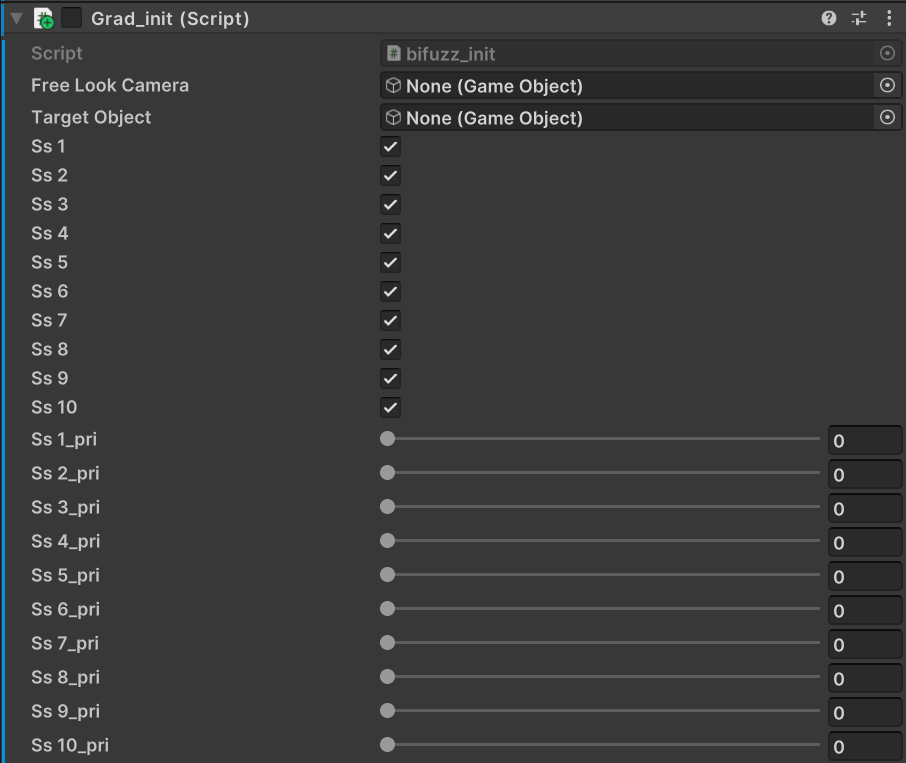 Grad_init (Script)
Script bifuzz_init
Free Look Camera None (Game Object)
Target Object None (Game Object)
Ss 1
Ss 2
Ss 3
Ss 4
Ss 5
Ss 6
Ss 7
Ss 8
Ss 9
Ss 10
Ss 1_pri 0
Ss 2_pri 0
Ss 3_pri 0
Ss 4_pri 0
Ss 5_pri 0
Ss 6_pri 0
Ss 7_pri 0
Ss 8_pri 0
Ss 9_pri 0
Ss 10_pri 0